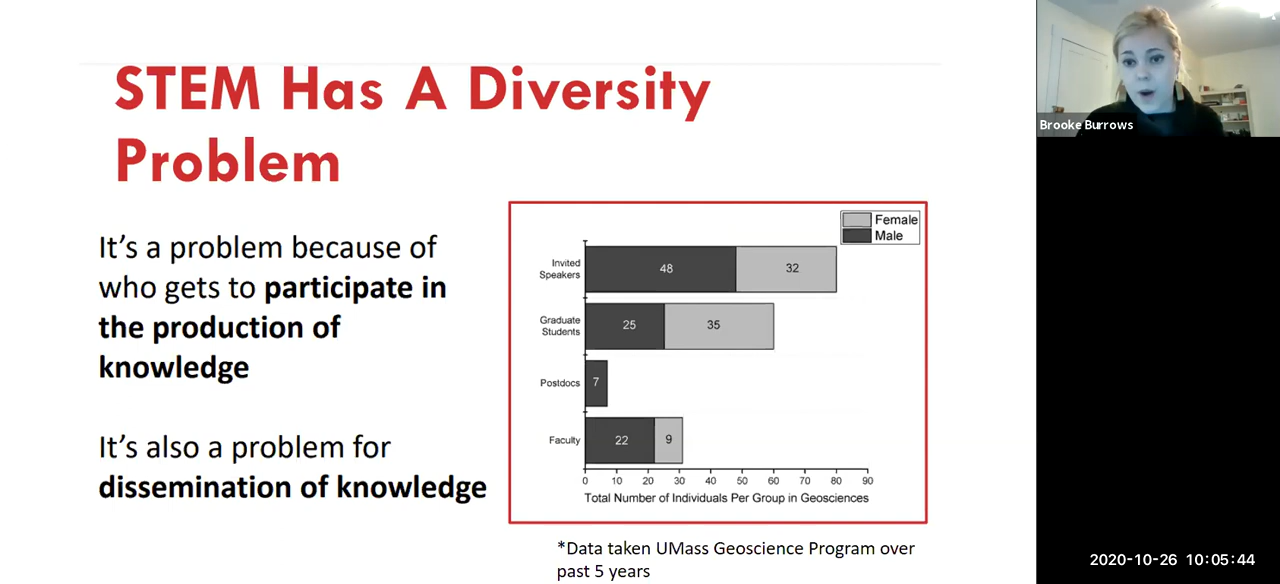 STEM Has A Diversity
Problem
It's a problem because of
who gets to participate in
the production of
knowledge
It's also a problem for
dissemination of knowledge
Female
Male
Invited
Speakers
48
32
Graduate
Students
25
35
Postdocs
7
Faculty
22
9
0 10 20 30 40 50 60 70 80 90
Total Number of Individuals Per Group in Geosciences
*Data taken UMass Geoscience Program over
past 5 years
Brooke Burrows
2020-10-26 10:05:44